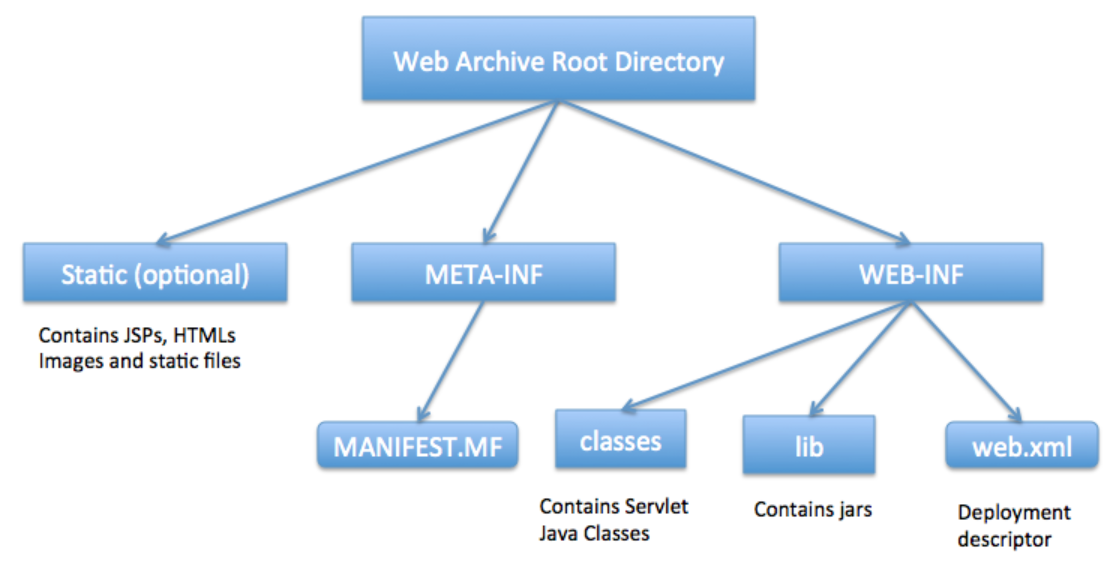 Web Archive Root Directory
Static (optional)
META-INF
WEB-INF
Contains JSPs, HTMLs
Images and static files
MANIFEST.MF
classes
lib
web.xml
Contains Servlet
Java Classes
Contains jars
Deployment
descriptor